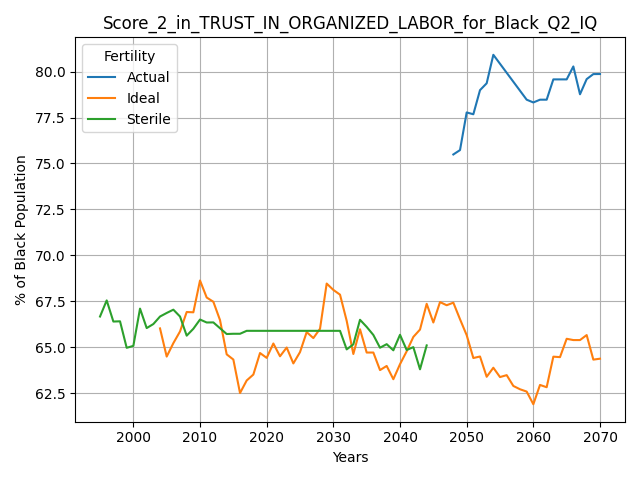 Score_2_in_TRUST_IN_ORGANIZED_LABOR_for_Black_Q2_IQ
Fertility
Actual
Ideal
Sterile
% of Black Population
80.0
77.5
75.0
72.5
70.0
67.5
65.0
62.5
2000 2010 2020 2030 2040 2050 2060 2070
Years